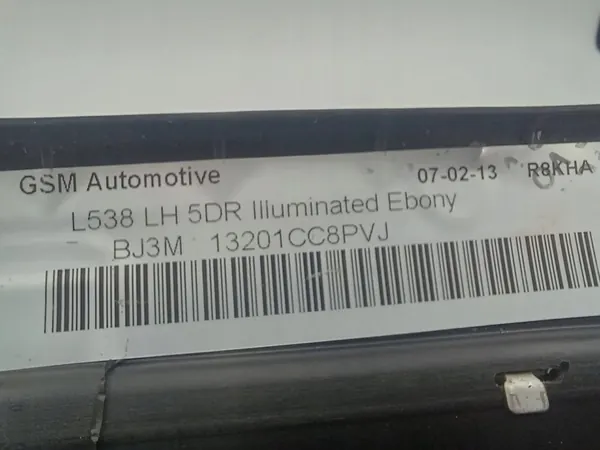 GSM Automotive 07-02-13 R8KHA
L538 LH 5DR Illuminated Ebony
BJ3M 13201CC8PVJ